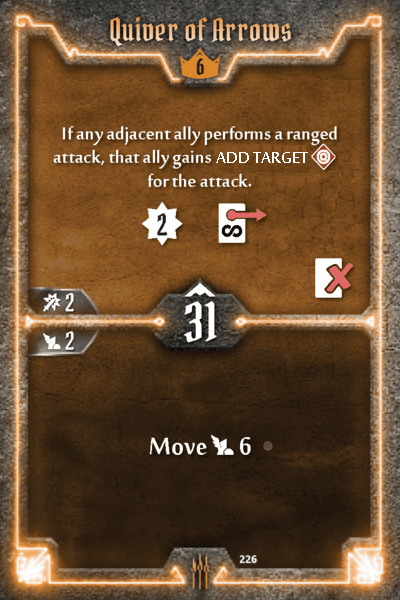 Quiver of Arrows
6
If any adjacent ally performs a ranged
attack, that ally gains ADD TARGET
for the attack.
2
2
31
2
Move 6
226